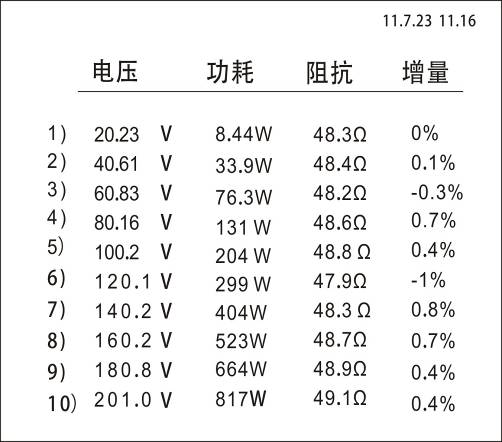 11.7.23 11.16
电压 功耗 阻抗 增量
1) 20.23 V 8.44W 48.3Ω 0%
2) 40.61 V 33.9W 48.4Ω 0.1%
3) 60.83 V 76.3W 48.2Ω -0.3%
4) 80.16 V 131 W 48.6Ω 0.7%
5) 100.2 V 204 W 48.8 Ω 0.4%
6) 120.1 V 299 W 47.9Ω -1%
7) 140.2 V 404W 48.3 Ω 0.8%
8) 160.2 V 523W 48.7Ω 0.7%
9) 180.8 V 664W 48.9Ω 0.4%
10) 201.0 V 817W 49.1Ω 0.4%